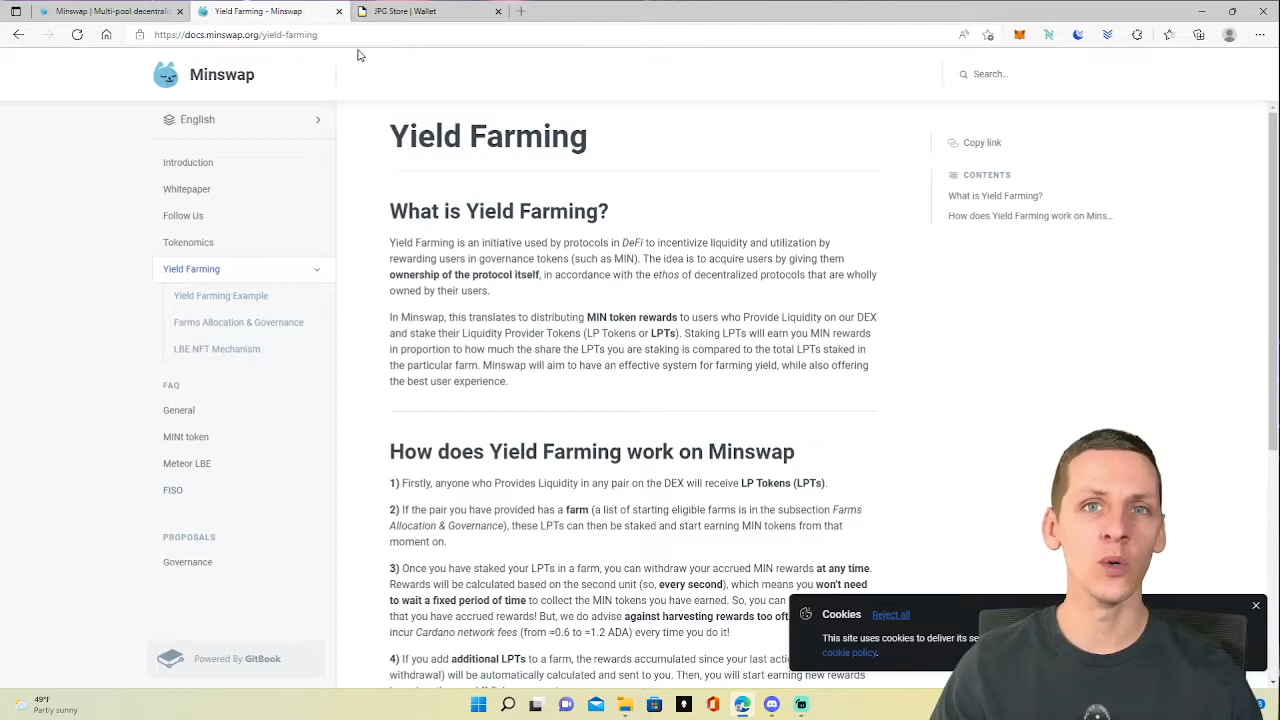 Minswap | Multi-pool decentrali
Minswap - Yield Farming
JPG Store | Wallet
https://docs.minswap.org/yield-farming
Minswap
Search...
English
Introduction
Whitepaper
Follow Us
Tokenomics
Yield Farming
Yield Farming Example
Farms Allocation & Governance
LBE NFT Mechanism
FAQ
General
MINt token
Meteor LBE
FISO
PROPOSALS
Governance
Powered By GitBook
Yield Farming
What is Yield Farming?
Yield Farming is an initiative used by protocols in DeFi to incentivize liquidity and utilization by
rewarding users in governance tokens (such as MIN). The idea is to acquire users by giving them
ownership of the protocol itself, in accordance with the ethos of decentralized protocols that are wholly
owned by their users.
In Minswap, this translates to distributing MIN token rewards to users who Provide Liquidity on our DEX
and stake their Liquidity Provider Tokens (LP Tokens or LPTs). Staking LPTs will earn you MIN rewards
in proportion to how much the share the LPTs you are staking is compared to the total LPTs staked in
the particular farm. Minswap will aim to have an effective system for farming yield, while also offering
the best user experience.
How does Yield Farming work on Minswap
1) Firstly, anyone who Provides Liquidity in any pair on the DEX will receive LP Tokens (LPTs).
2) If the pair you have provided has a farm (a list of starting eligible farms is in the subsection Farms
Allocation & Governance), these LPTs can then be staked and start earning MIN tokens from that
moment on.
3) Once you have staked your LPTs in a farm, you can withdraw your accrued MIN rewards at any time.
Rewards will be calculated based on the second unit (so, every second), which means you won't need
to wait a fixed period of time to collect the MIN tokens you have earned. So, you can
that you have accrued rewards! But, we do advise against harvesting rewards too oft
incur Cardano network fees (from ≈0.6 to ≈1.2 ADA) every time you do it!
4) If you add additional LPTs to a farm, the rewards accumulated since your last actio
withdrawal) will be automatically calculated and sent to you. Then, you will start earning new rewards
Copy link
CONTENTS
What is Yield Farming?
How does Yield Farming work on Mins...
Cookies
Reject all
This site uses cookies to deliver its se
cookie policy.
49°F
Partly sunny